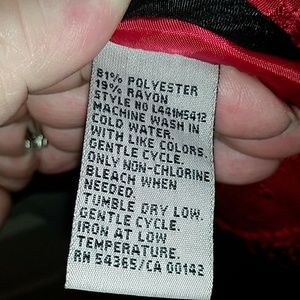 81% POLYESTER
19% RAYON
STYLE NO L441M5412
MACHINE WASH IN
COLD WATER.
WITH LIKE COLORS.
GENTLE CYCLE.
ONLY NON-CHLORINE
BLEACH WHEN
NEEDED.
TUMBLE DRY LOW.
GENTLE CYCLE.
IRON AT LOW
TEMPERATURE.
RN 54365/CA 00142